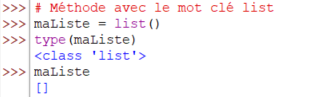 >>> # Méthode avec le mot clé list
>>> maListe = list()
>>> type(maListe)
<class 'list'>
>>> maListe
[]